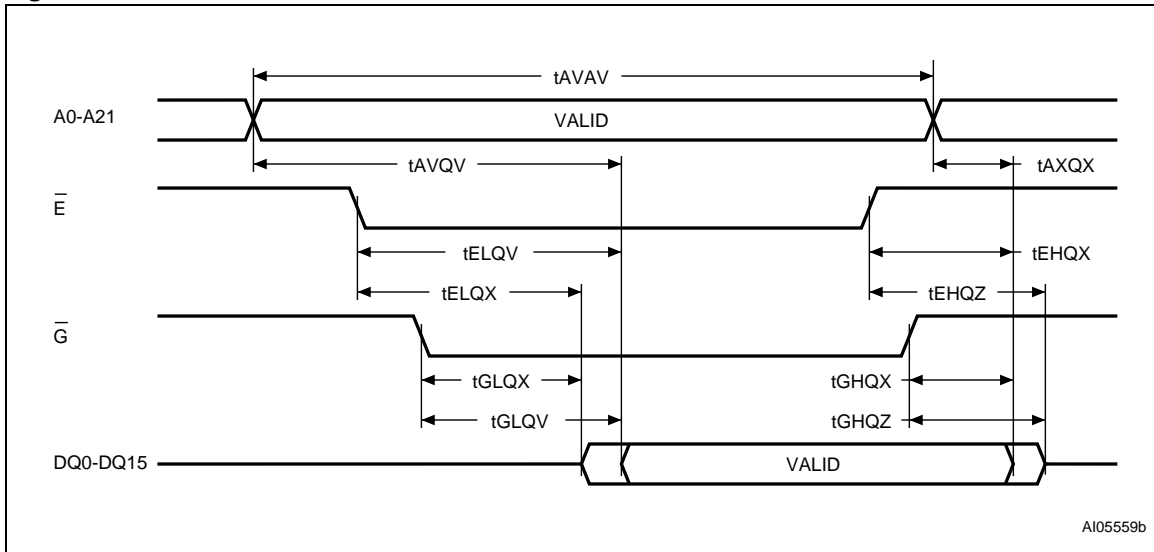 tAVAV
A0-A21
VALID
tAVQV
tAXQX
E̅
tELQV
tEHQX
tELQX
tEHQZ
G̅
tGLQX
tGHQX
tGLQV
tGHQZ
DQ0-DQ15
VALID
AI05559b